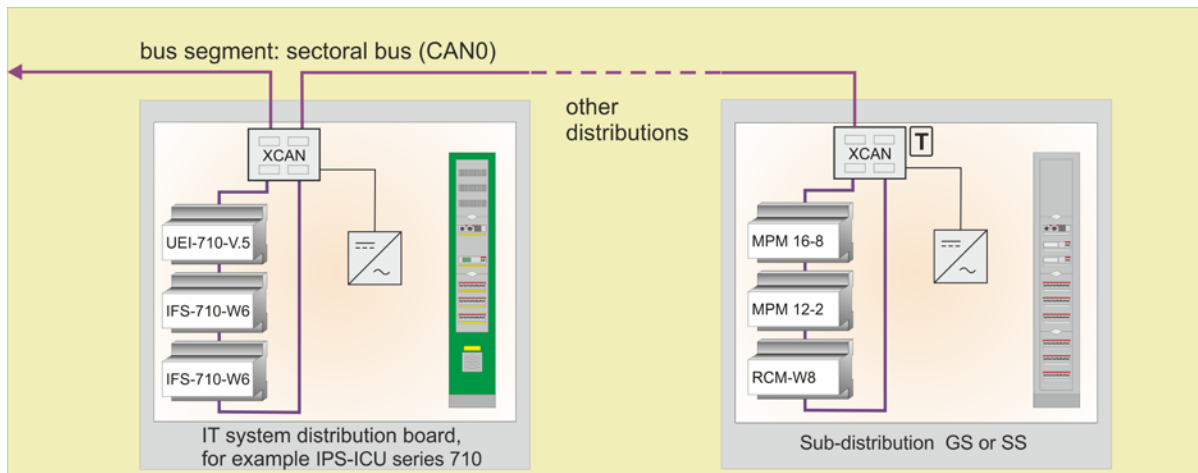 bus segment: sectoral bus (CAN0)
other
distributions
XCAN
UEI-710-V.5
IFS-710-W6
IFS-710-W6
IT system distribution board,
for example IPS-ICU series 710
XCAN
T
MPM 16-8
MPM 12-2
RCM-W8
Sub-distribution GS or SS